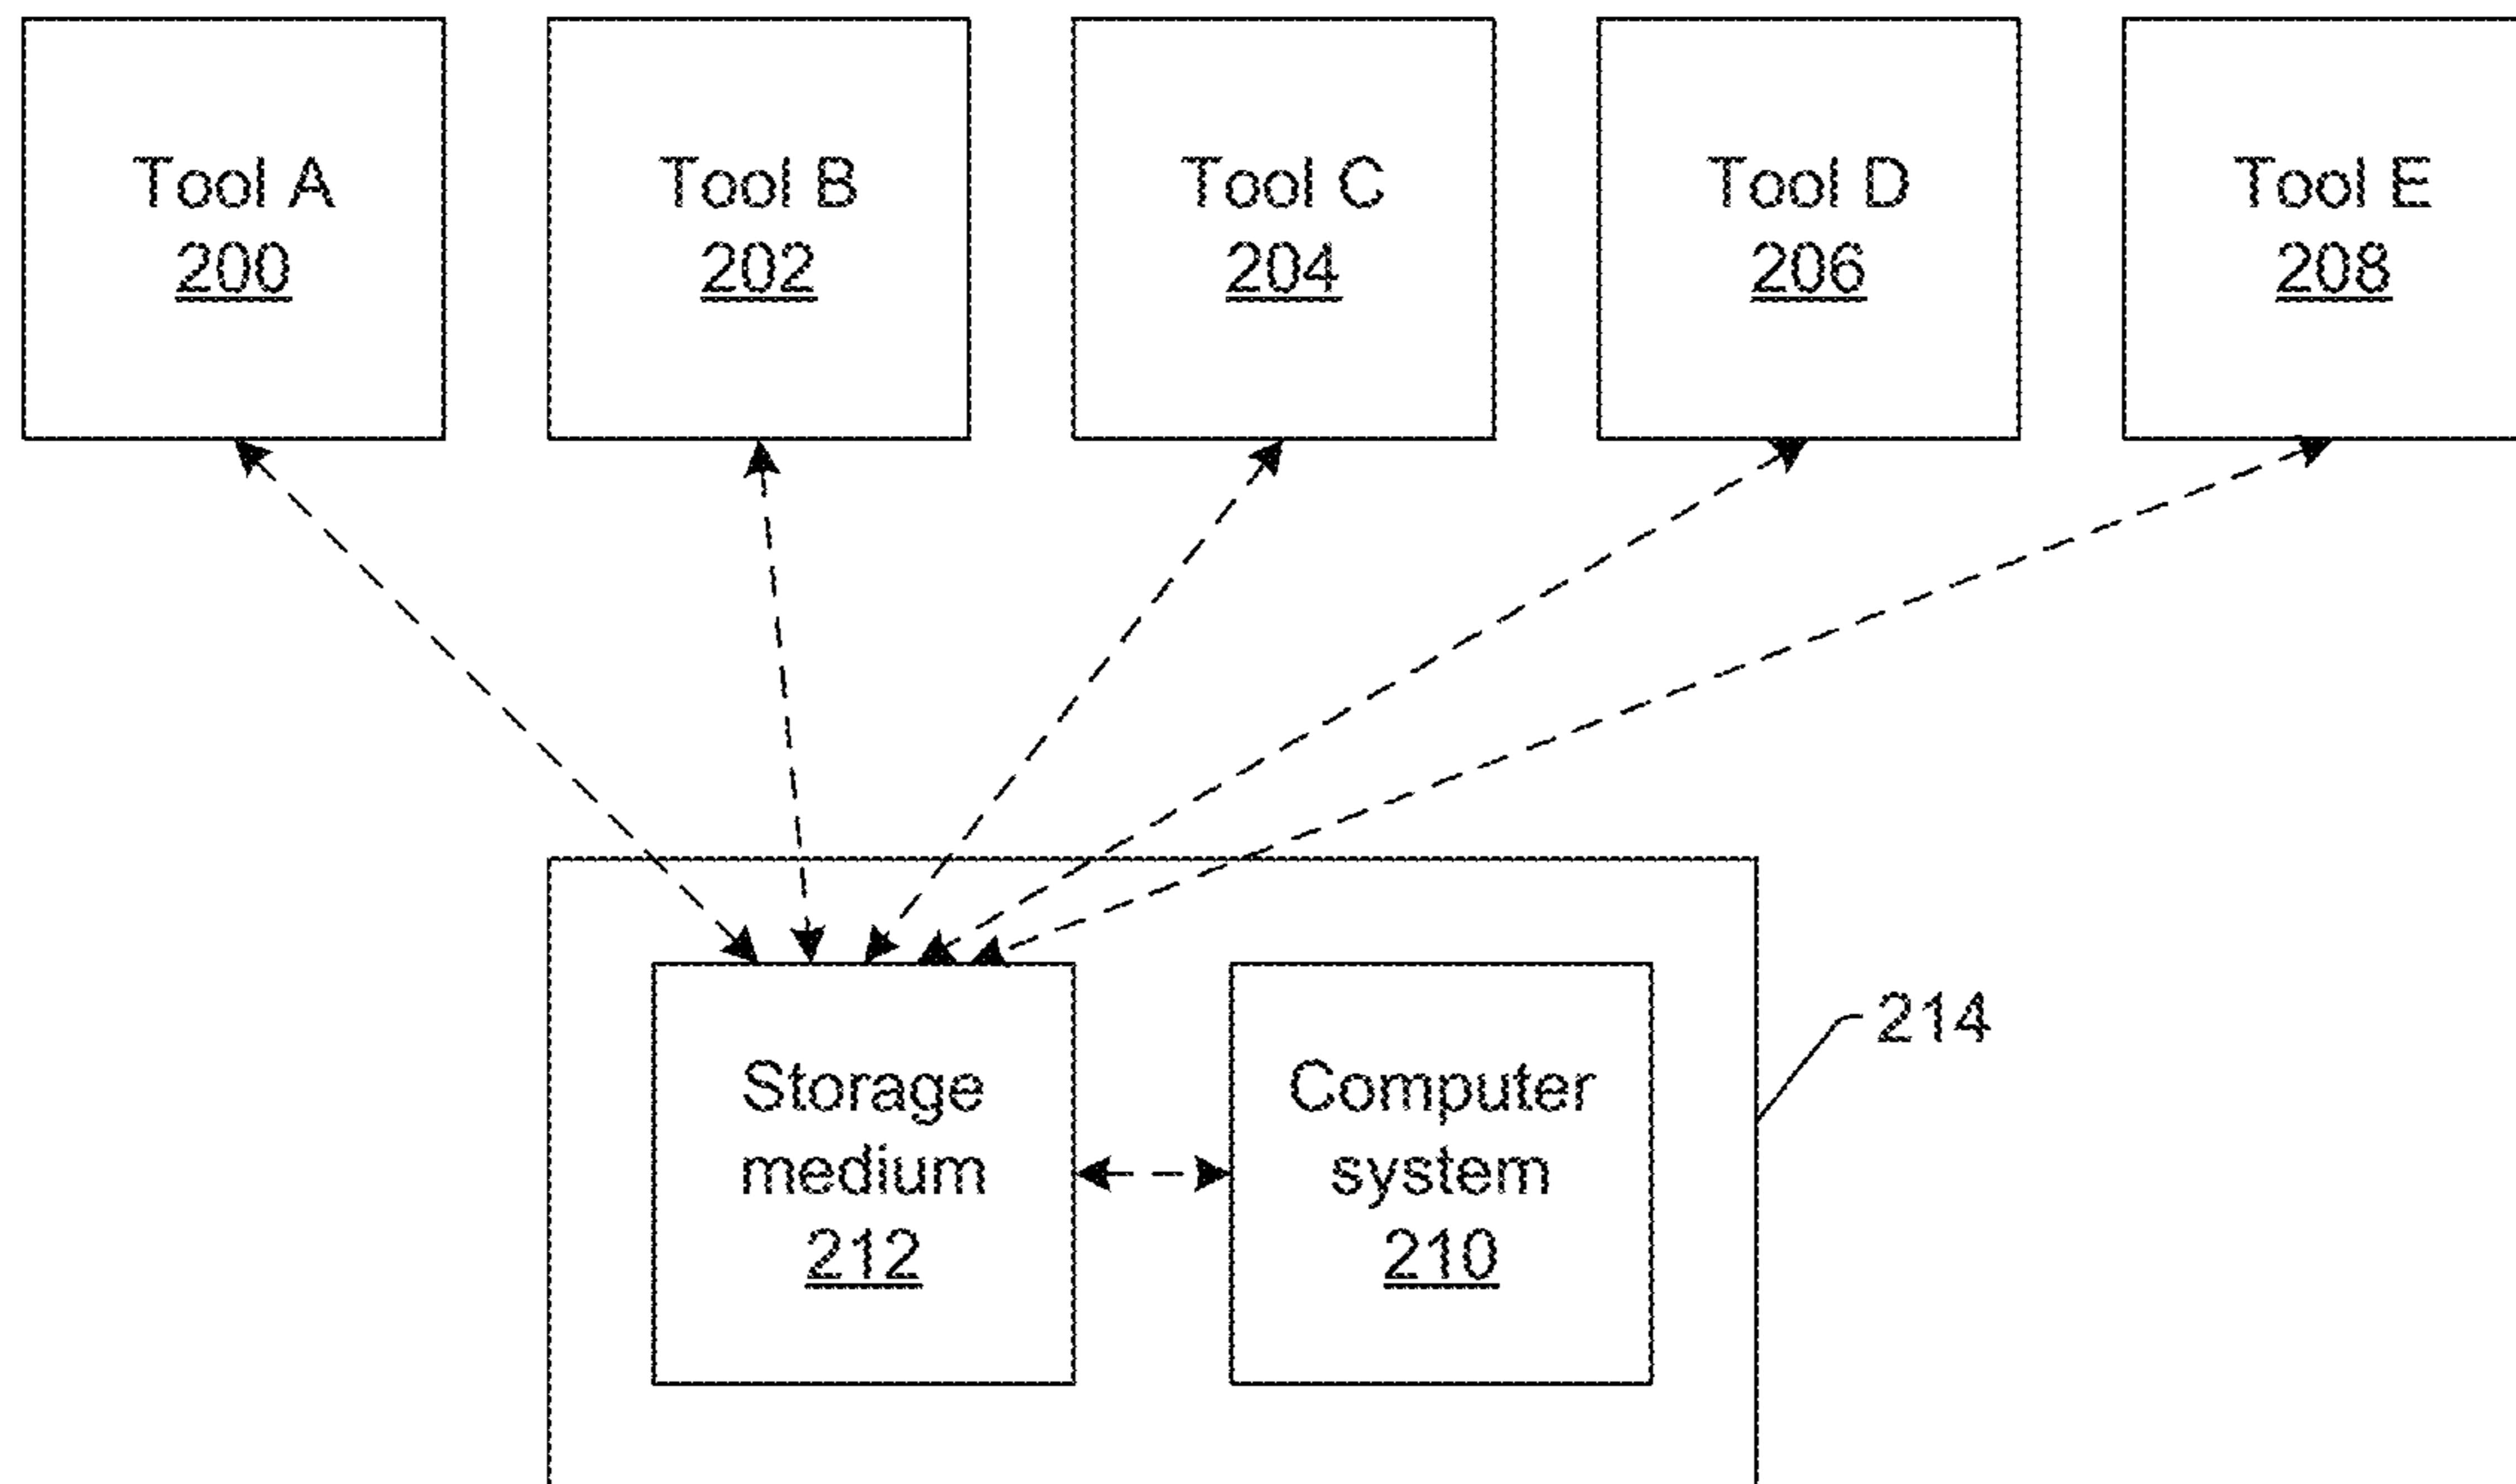 Tool A
200
Tool B
202
Tool C
204
Tool D
206
Tool E
208
Storage
medium
212
Computer
system
210
214